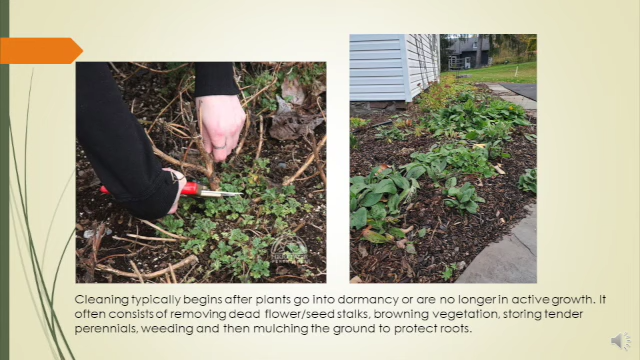 Cleaning typically begins after plants go into dormancy or are no longer in active growth. It
often consists of removing dead flower/seed stalks, browning vegetation, storing tender
perennials, weeding and then mulching the ground to protect roots.